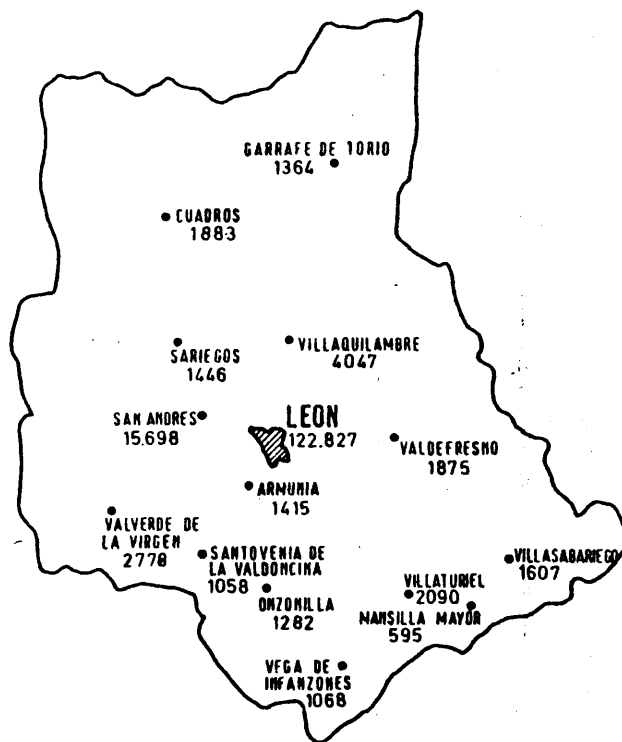 GARRAFE DE TORIO
1364
CUADROS
1883
SARIEGOS
1446
VILLAQUILAMBRE
4047
SAN ANDRES
15.698
LEON
122.827
VALDEFRESNO
1875
ARMUNIA
1415
VALVERDE DE
LA VIRGEN
2778
SANTOVENIA DE
LA VALDONCINA
1058
ONZONILLA
1282
VILLATURIEL
2090
MANSILLA MAYOR
595
VILLASABARIEGO
1607
VEGA DE
INFANZONES
1068